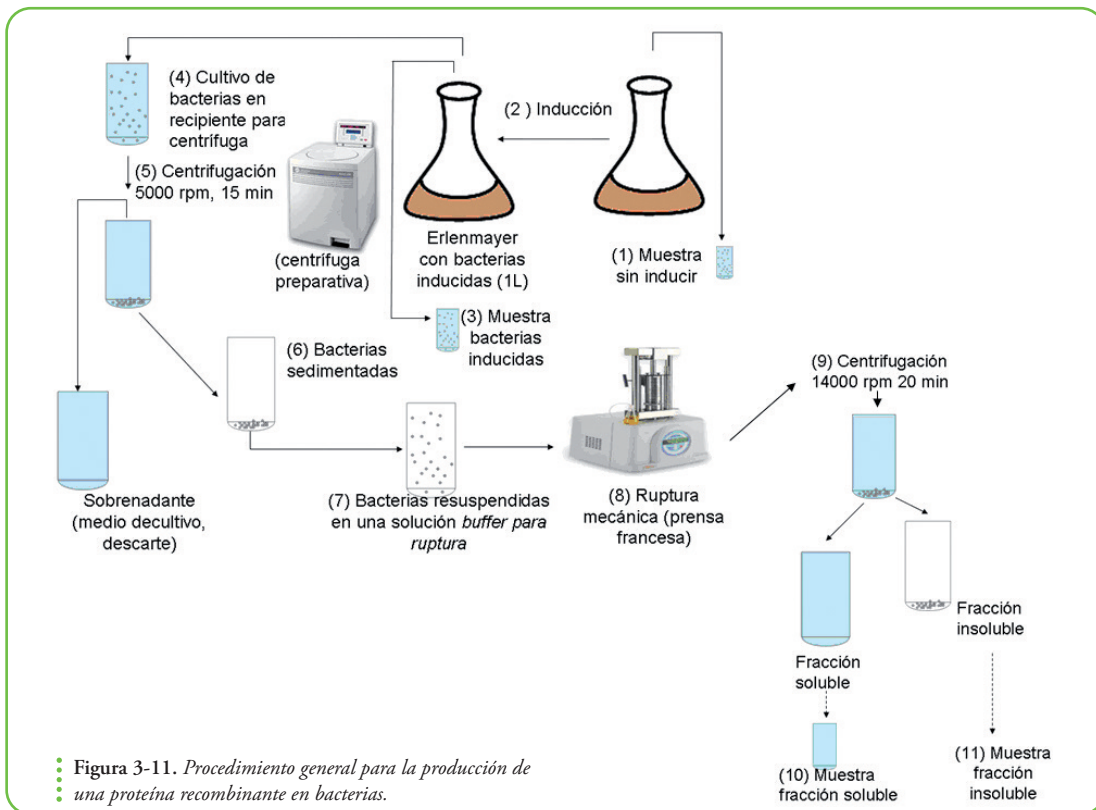 (4) Cultivo de
bacterias en
recipiente para
centrífuga
(5) Centrifugación
5000 rpm, 15 min
(centrífuga
preparativa)
(2 ) Inducción
Erlenmayer
con bacterias
inducidas (1L)
(1) Muestra
sin inducir
(3) Muestra
bacterias
inducidas
(6) Bacterias
sedimentadas
Sobrenadante
(medio decultivo,
descarte)
(7) Bacterias resuspendidas
en una solución buffer para
ruptura
(8) Ruptura
mecánica (prensa
francesa)
(9) Centrifugación
14000 rpm 20 min
Fracción
soluble
Fracción
insoluble
(10) Muestra
fracción soluble
(11) Muestra
fracción
insoluble
Figura 3-11. Procedimiento general para la producción de
una proteína recombinante en bacterias.